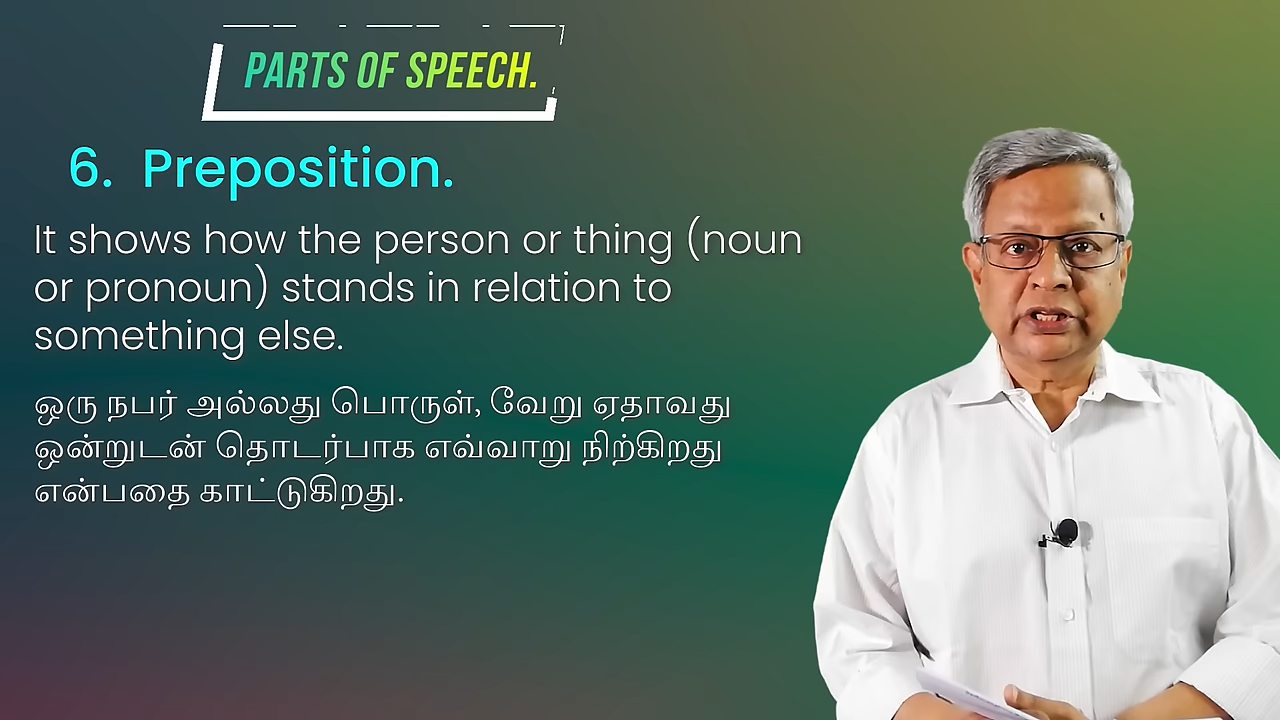 PARTS OF SPEECH.
6. Preposition.
It shows how the person or thing (noun
or pronoun) stands in relation to
something else.
ஒரு நபர் அல்லது பொருள், வேறு ஏதாவது
ஒன்றுடன் தொடர்பாக எவ்வாறு நிற்கிறது
என்பதை காட்டுகிறது.